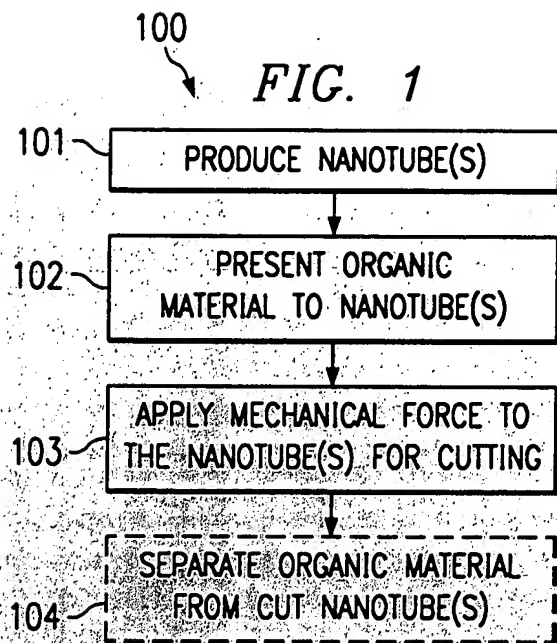 100
FIG. 1
101
PRODUCE NANOTUBE(S)
102
PRESENT ORGANIC
MATERIAL TO NANOTUBE(S)
103
APPLY MECHANICAL FORCE TO
THE NANOTUBE(S) FOR CUTTING
104
SEPARATE ORGANIC MATERIAL
FROM CUT NANOTUBE(S)